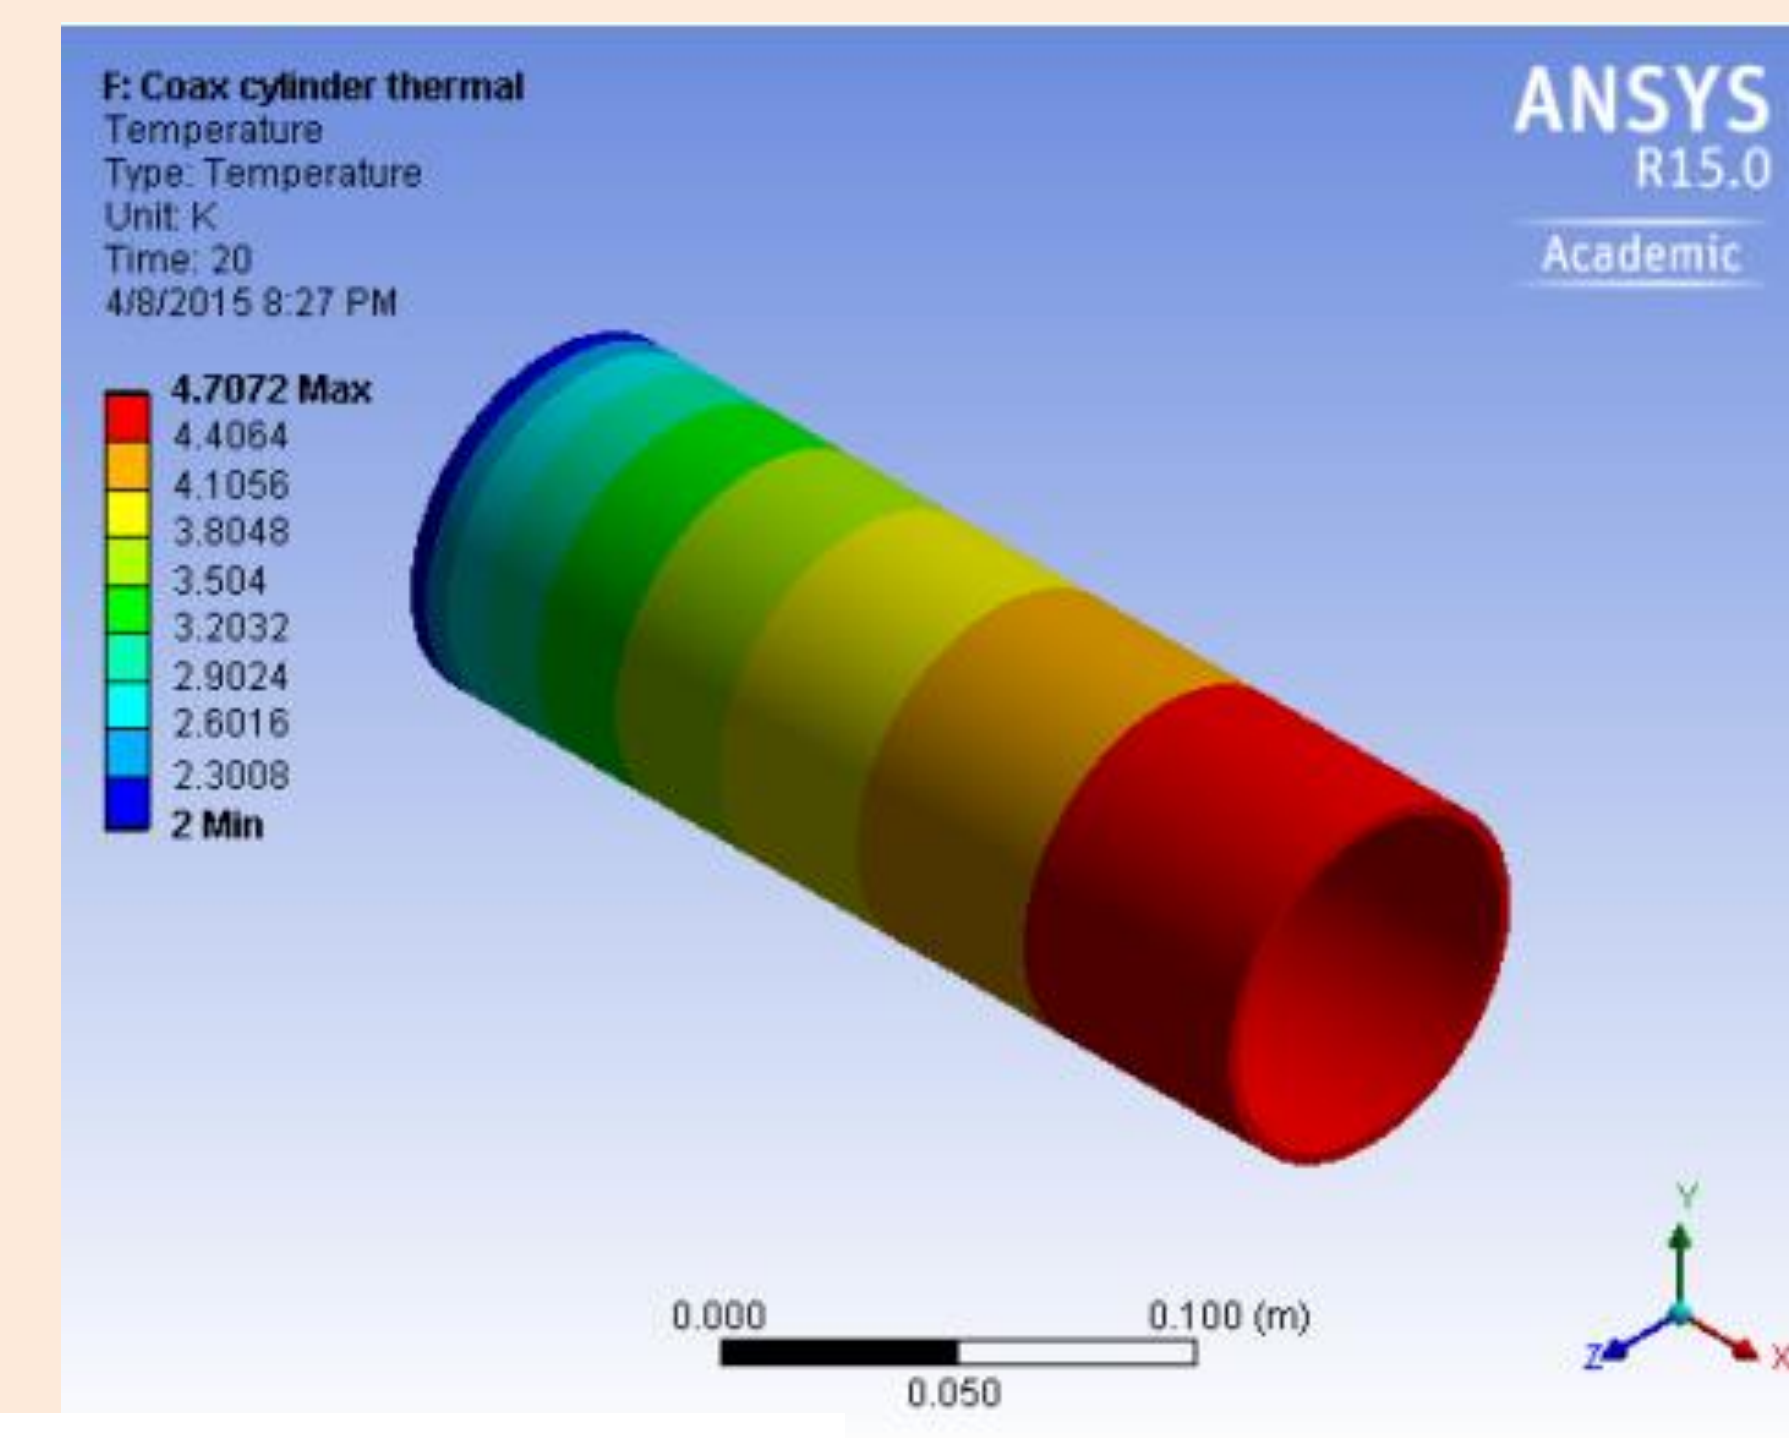 F: Coax cylinder thermal
Temperature
Type: Temperature
Unit: K
Time: 20
4/8/2015 8:27 PM
ANSYS
R15.0
Academic
4.7072 Max
4.4064
4.1056
3.8048
3.504
3.2032
2.9024
2.6016
2.3008
2 Min
0.000
0.100 (m)
0.050
Y
Z
X